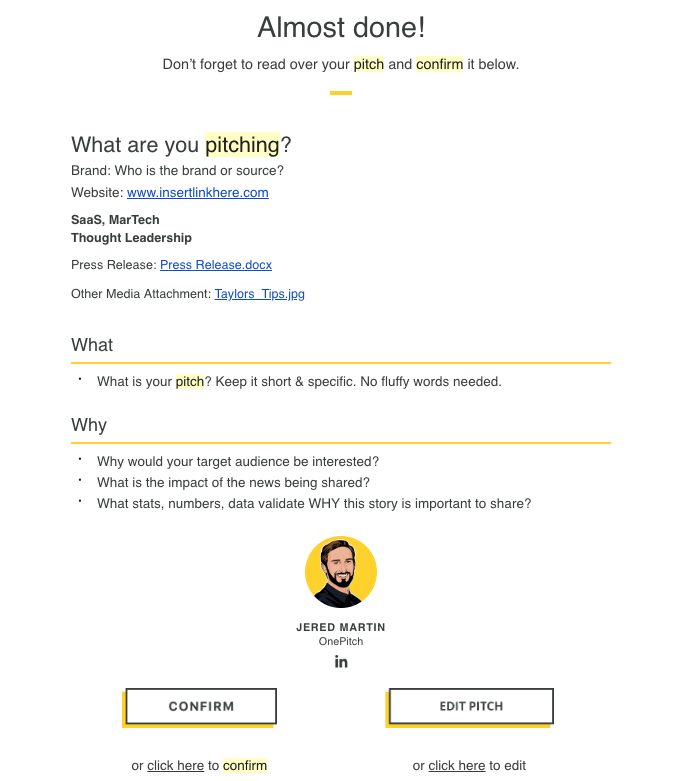 Almost done!
Don’t forget to read over your pitch and confirm it below.
What are you pitching?
Brand: Who is the brand or source?
Website: www.insertlinkhere.com
SaaS, MarTech
Thought Leadership
Press Release: Press Release.docx
Other Media Attachment: Taylors_Tips.jpg
What
· What is your pitch? Keep it short & specific. No fluffy words needed.
Why
· Why would your target audience be interested?
· What is the impact of the news being shared?
· What stats, numbers, data validate WHY this story is important to share?
JERED MARTIN
OnePitch
in
CONFIRM
EDIT PITCH
or click here to confirm
or click here to edit